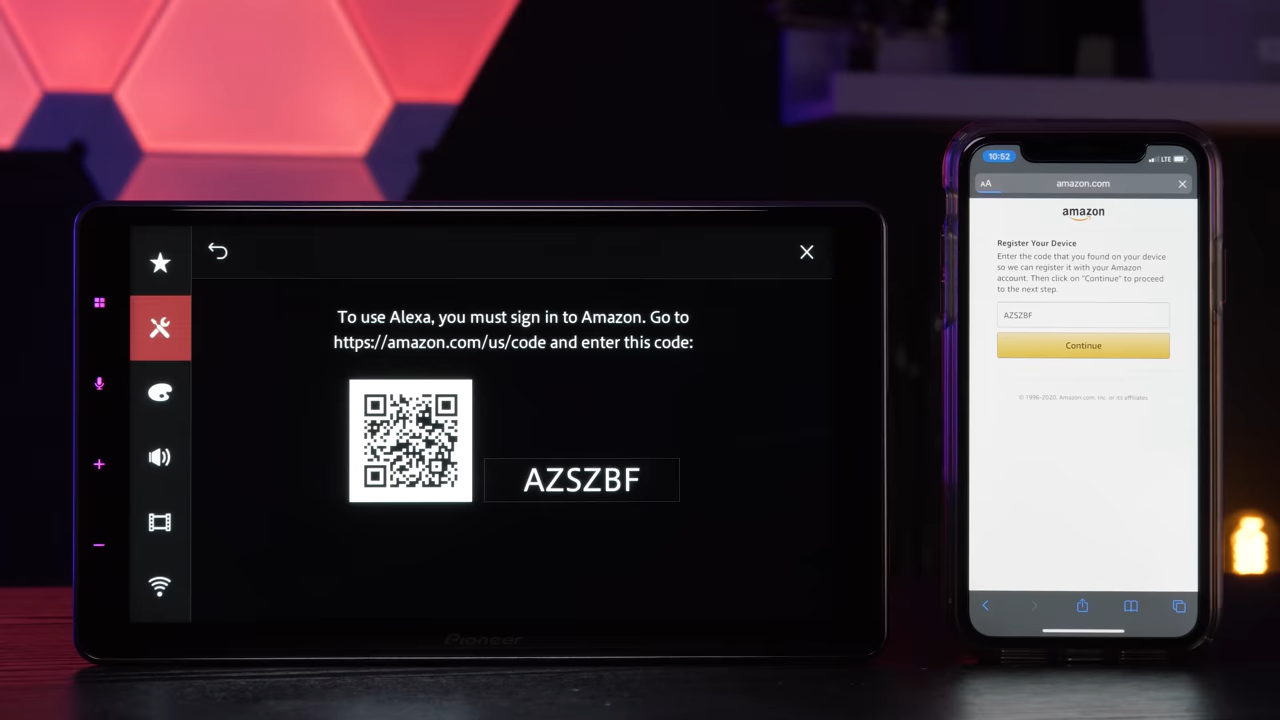 To use Alexa, you must sign in to Amazon. Go to
https://amazon.com/us/code and enter this code:
AZSZBF
Pioneer
10:52
LTE
AA
amazon.com
amazon
Register Your Device
Enter the code that you found on your device
so we can register it with your Amazon
account. Then click on "Continue" to proceed
to the next step.
AZSZBF
Continue
© 1996-2020, Amazon.com, Inc. or its affiliates